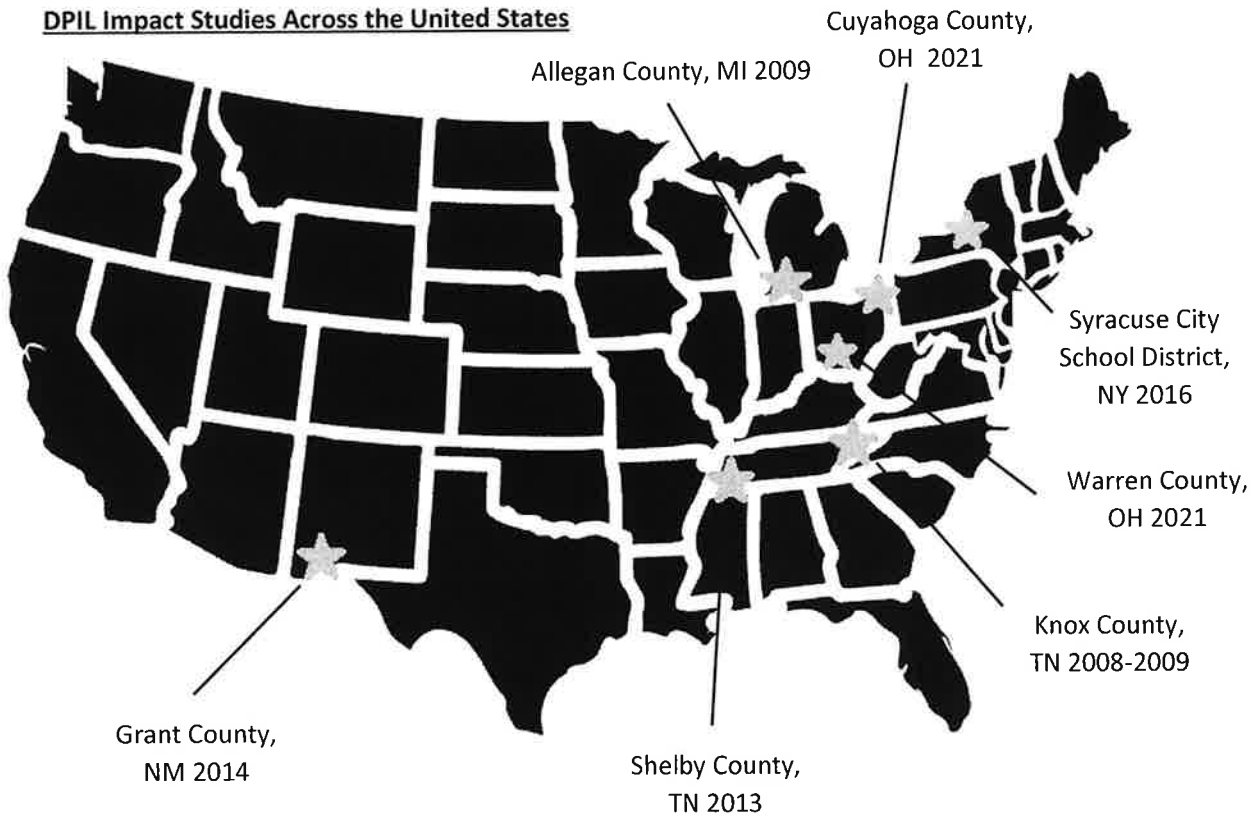 DPIL Impact Studies Across the United States
Cuyahoga County,
OH 2021
Allegan County, MI 2009
Syracuse City
School District,
NY 2016
Warren County,
OH 2021
Knox County,
TN 2008-2009
Grant County,
NM 2014
Shelby County,
TN 2013